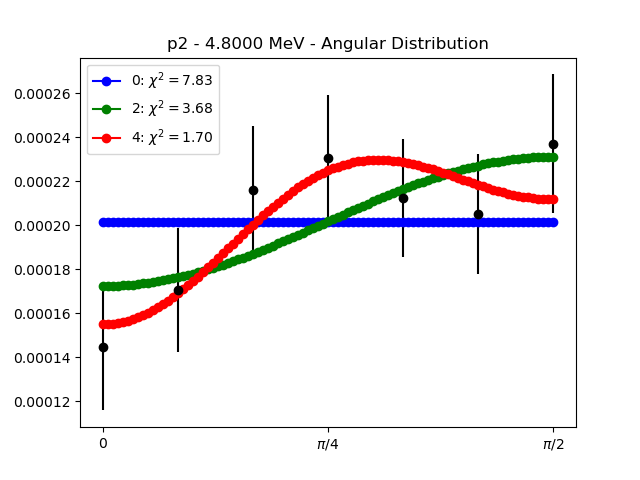 p2 - 4.8000 MeV - Angular Distribution
0: χ² = 7.83
2: χ² = 3.68
4: χ² = 1.70
0.00026
0.00024
0.00022
0.00020
0.00018
0.00016
0.00014
0.00012
0 π/4 π/2